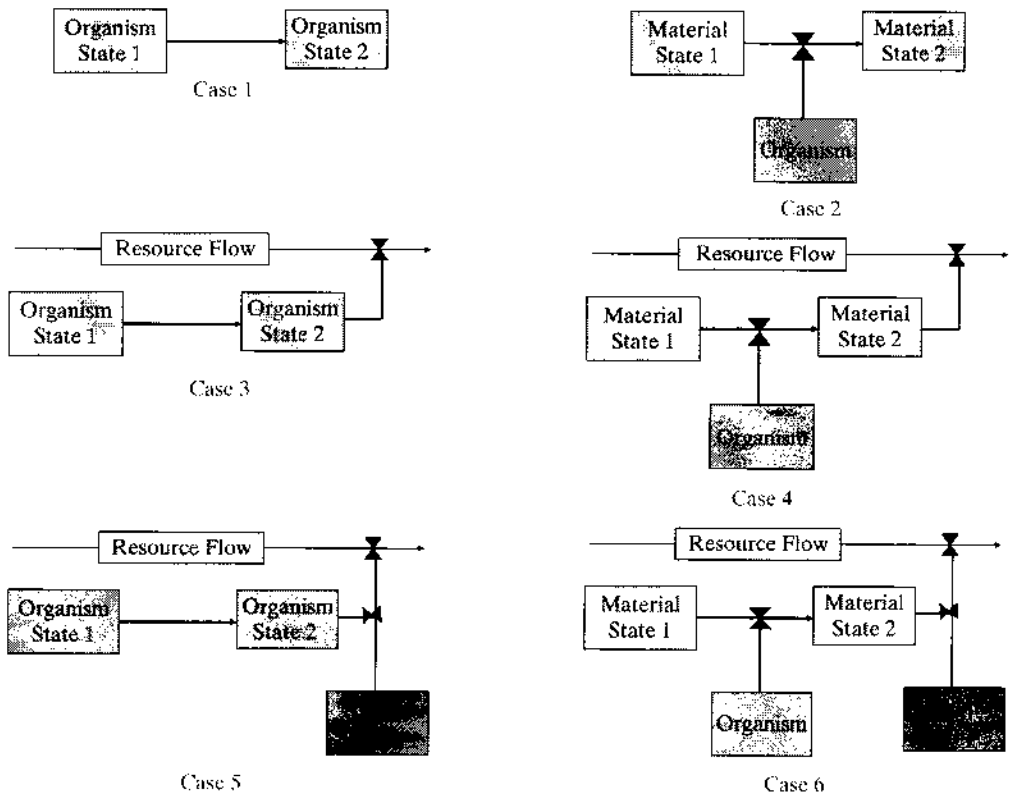 Organism
State 1
Organism
State 2
Case 1
Material
State 1
Material
State 2
Organism
Case 2
Resource Flow
Organism
State 1
Organism
State 2
Case 3
Resource Flow
Material
State 1
Material
State 2
Organism
Case 4
Resource Flow
Organism
State 1
Organism
State 2
Case 5
Resource Flow
Material
State 1
Material
State 2
Organism
Case 6